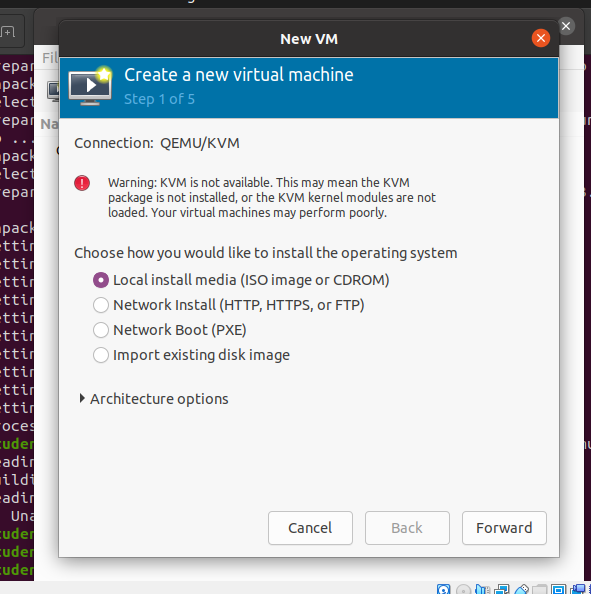 New VM
Create a new virtual machine
Step 1 of 5
Connection: QEMU/KVM
Warning: KVM is not available. This may mean the KVM
package is not installed, or the KVM kernel modules are not
loaded. Your virtual machines may perform poorly.
Choose how you would like to install the operating system
Local install media (ISO image or CDROM)
Network Install (HTTP, HTTPS, or FTP)
Network Boot (PXE)
Import existing disk image
Architecture options
Cancel
Back
Forward